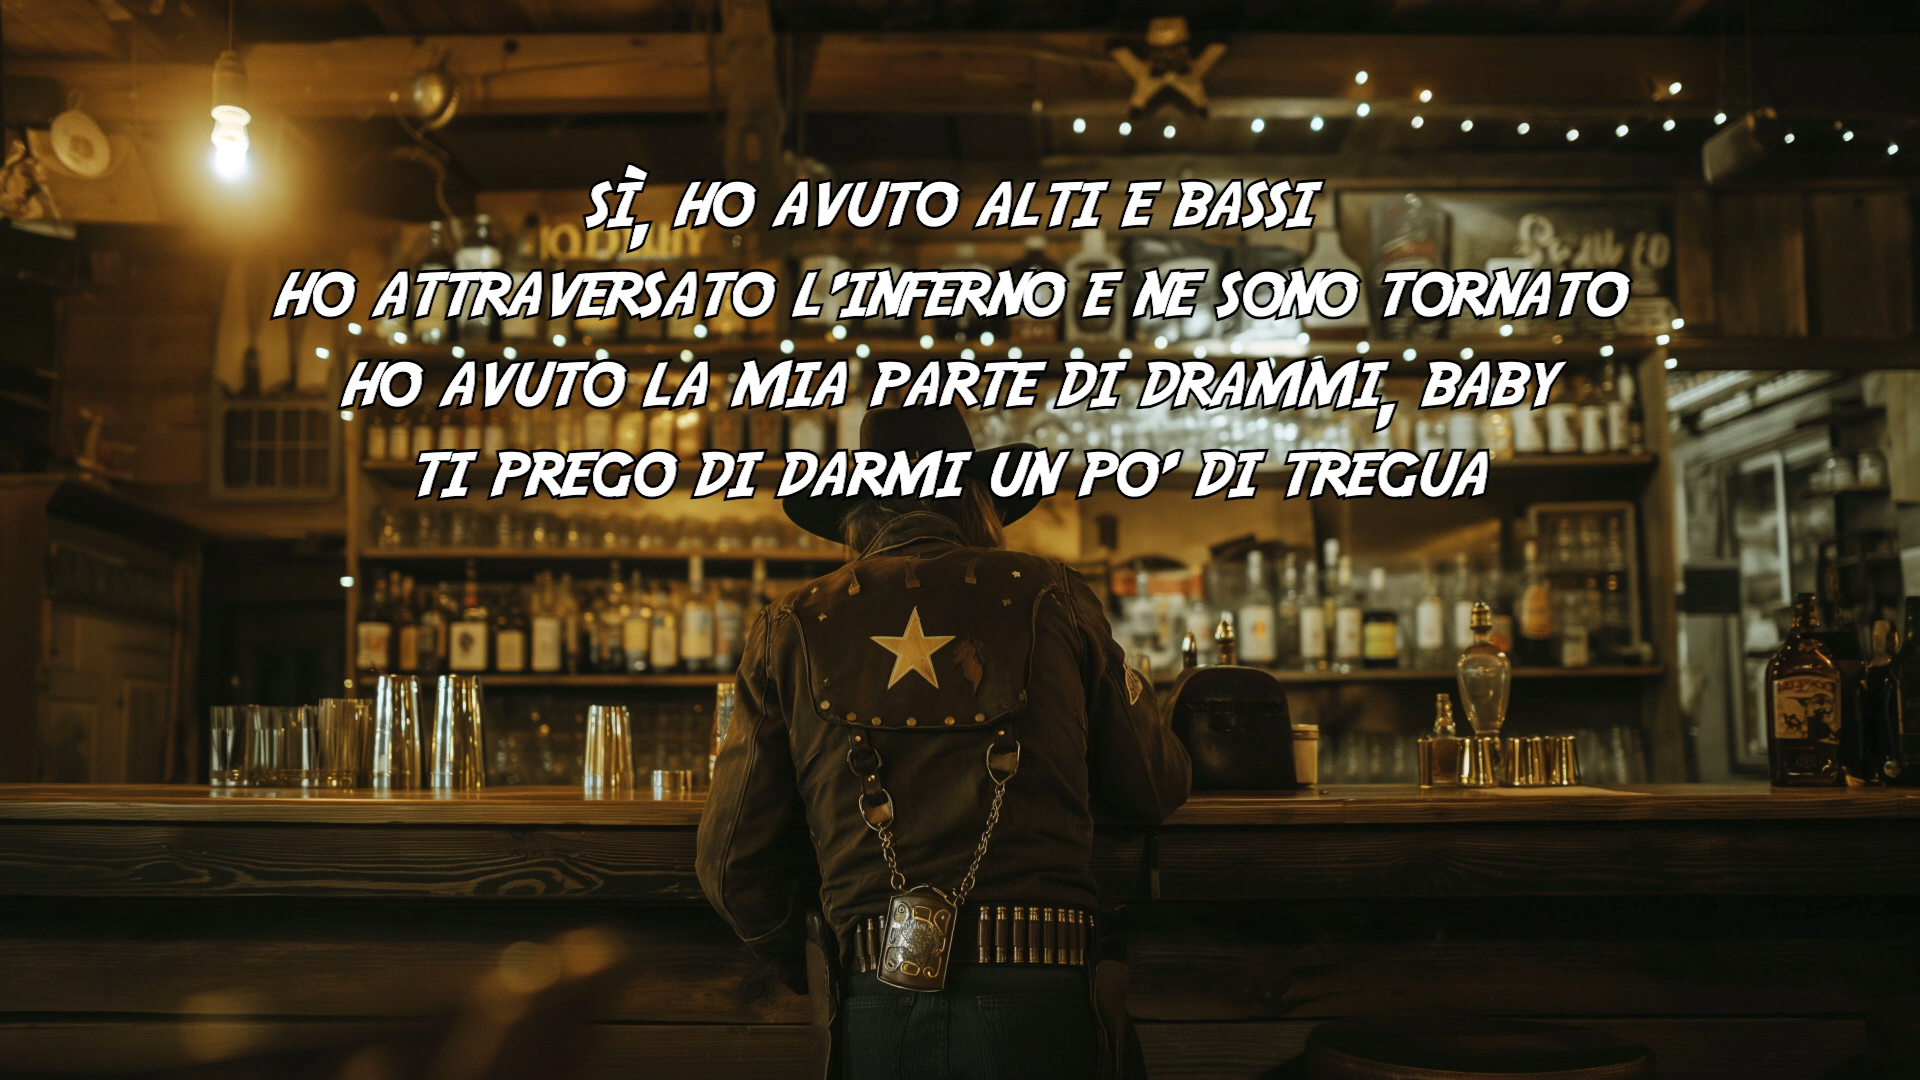 SÌ, HO AVUTO ALTI E BASSI
HO ATTRAVERSATO L'INFERNO E NE SONO TORNATO
HO AVUTO LA MIA PARTE DI DRAMMI, BABY
TI PREGO DI DARMI UN PO' DI TREGUA